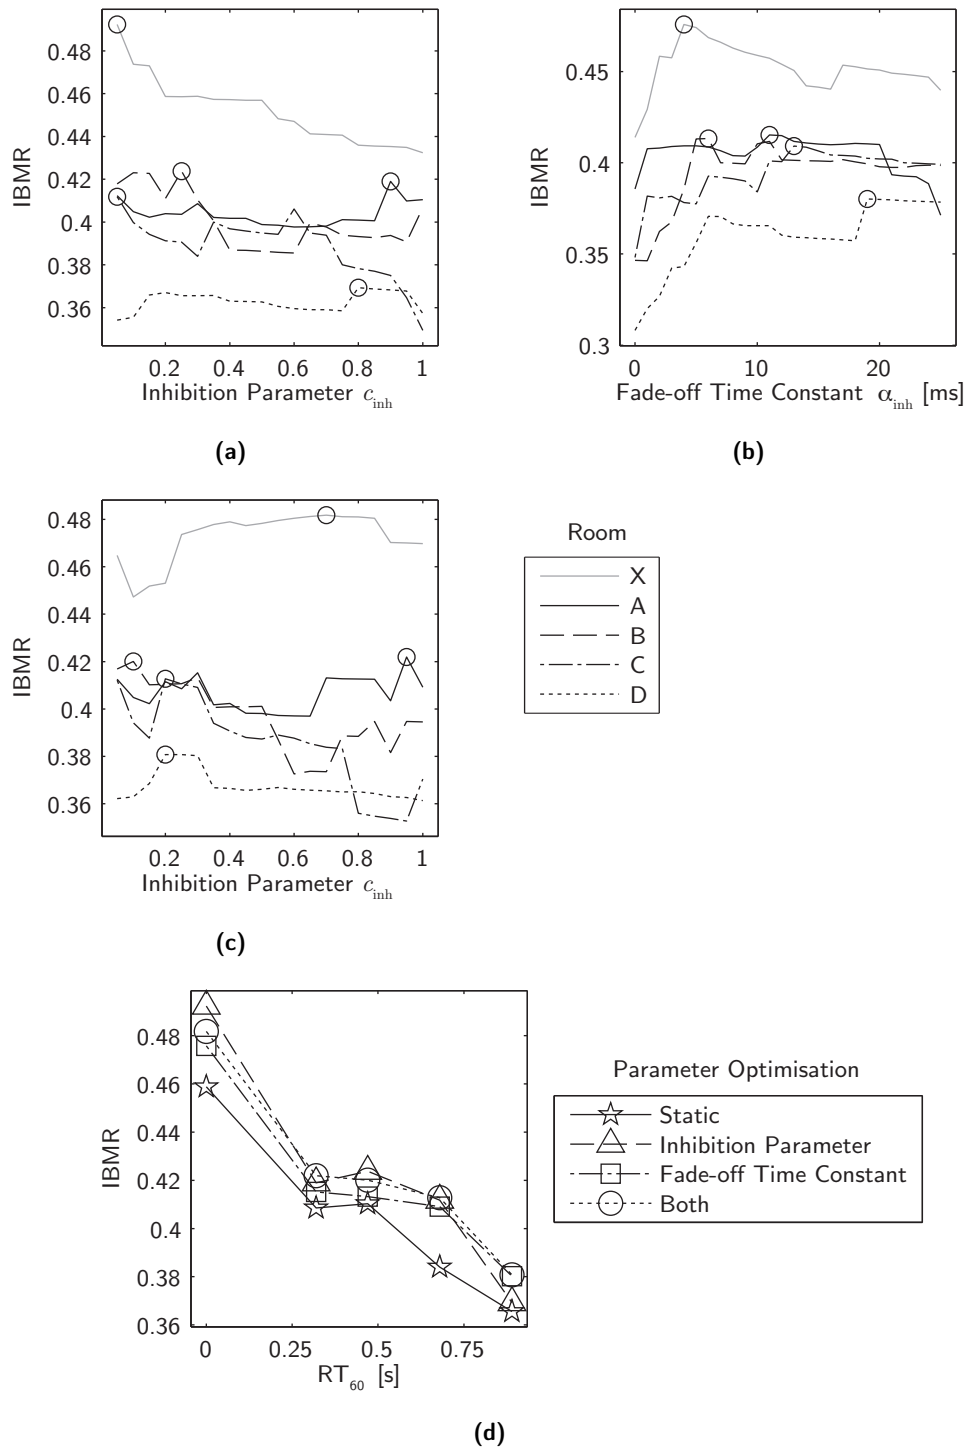 0.48
0.46
0.44
0.42
0.4
0.38
0.36
IBMR
0.2 0.4 0.6 0.8 1
Inhibition Parameter c_inh
(a)
0.45
0.4
0.35
0.3
IBMR
0 10 20
Fade-off Time Constant α_inh [ms]
(b)
0.48
0.46
0.44
0.42
0.4
0.38
0.36
IBMR
0.2 0.4 0.6 0.8 1
Inhibition Parameter c_inh
(c)
Room
X
A
B
C
D
0.48
0.46
0.44
0.42
0.4
0.38
0.36
IBMR
0 0.25 0.5 0.75
RT_60 [s]
Parameter Optimisation
Static
Inhibition Parameter
Fade-off Time Constant
Both
(d)